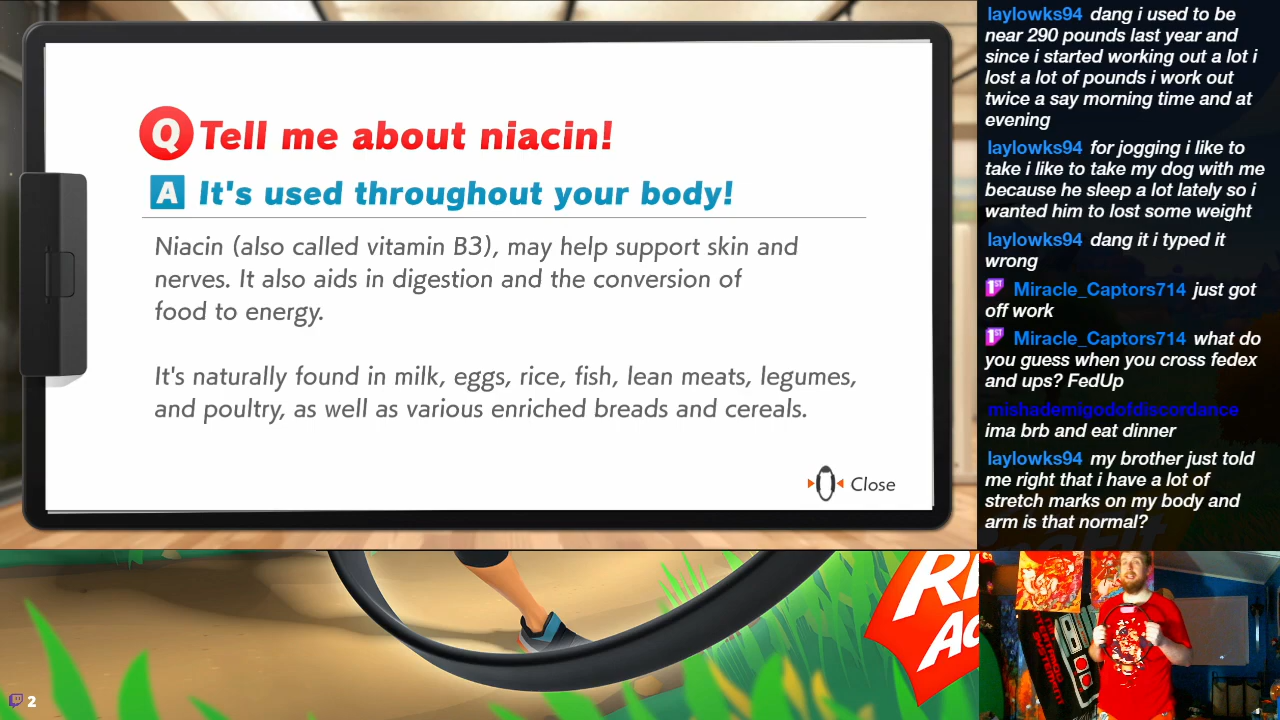 Q Tell me about niacin!
A It's used throughout your body!
Niacin (also called vitamin B3), may help support skin and
nerves. It also aids in digestion and the conversion of
food to energy.
It's naturally found in milk, eggs, rice, fish, lean meats, legumes,
and poultry, as well as various enriched breads and cereals.
Close
laylowks94 dang i used to be
near 290 pounds last year and
since i started working out a lot i
lost a lot of pounds i work out
twice a say morning time and at
evening
laylowks94 for jogging i like to
take i like to take my dog with me
because he sleep a lot lately so i
wanted him to lost some weight
laylowks94 dang it i typed it
wrong
1ST Miracle_Captors714 just got
off work
1ST Miracle_Captors714 what do
you guess when you cross fedex
and ups? FedUp
mishademigodofdiscordance
ima brb and eat dinner
laylowks94 my brother just told
me right that i have a lot of
stretch marks on my body and
arm is that normal?
2